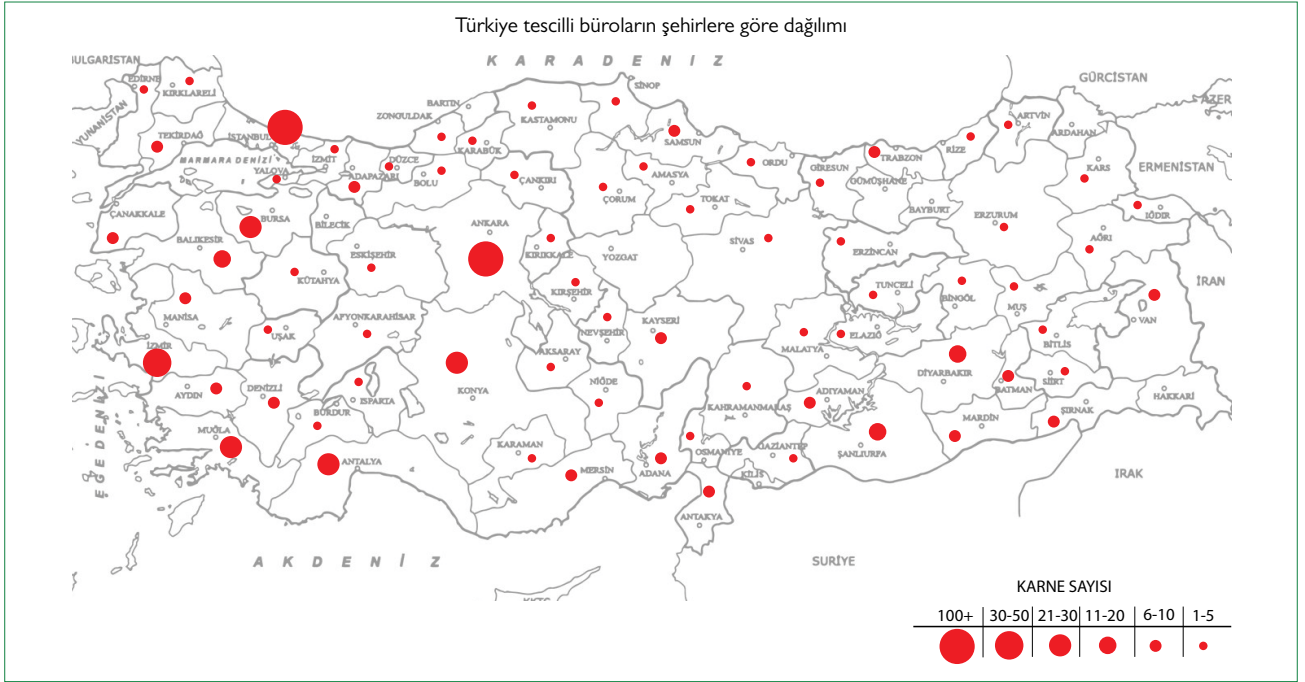 Türkiye tescilli büroların şehirlere göre dağılımı
BULGARİSTAN
KARADENİZ
GÜRCİSTAN
EDİRNE
KIRKLARELİ
SİNOP
BARTIN
ZONGULDAK
KASTAMONU
ARTVİN
ARDAHAN
AZER
YUNANİSTAN
TEKİRDAĞ
İSTANBUL
KARABÜK
SAMSUN
ORDU
GİRESUN
TRABZON
RİZE
KARS
ERMENİSTAN
MARMARA DENİZİ
İZMİT
DÜZCE
YALOVA
ADAPAZARI
BOLU
ÇANKIRI
AMASYA
GÜMÜŞHANE
ÇORUM
TOKAT
BAYBURT
ERZURUM
IĞDIR
ÇANAKKALE
BURSA
BİLECİK
ANKARA
AĞRI
BALIKESİR
ESKİŞEHİR
KIRIKKALE
YOZGAT
SİVAS
ERZİNCAN
KÜTAHYA
KIRŞEHİR
TUNCELİ
BİNGÖL
MUŞ
İRAN
MANİSA
AFYONKARAHİSAR
UŞAK
NEVŞEHİR
KAYSERİ
ELAZIĞ
VAN
BİTLİS
İZMİR
AKSARAY
MALATYA
DİYARBAKIR
SİİRT
AYDIN
DENİZLİ
KONYA
NİĞDE
ADIYAMAN
BATMAN
HAKKARİ
ISPARTA
BURDUR
KAHRAMANMARAŞ
MARDİN
ŞIRNAK
MUĞLA
KARAMAN
OSMANİYE
GAZİANTEP
ŞANLIURFA
ANTALYA
MERSİN
ADANA
KİLİS
IRAK
EGE DENİZİ
ANTAKYA
AKDENİZ
SURİYE
KKTC
KARNE SAYISI
100+ 30-50 21-30 11-20 6-10 1-5